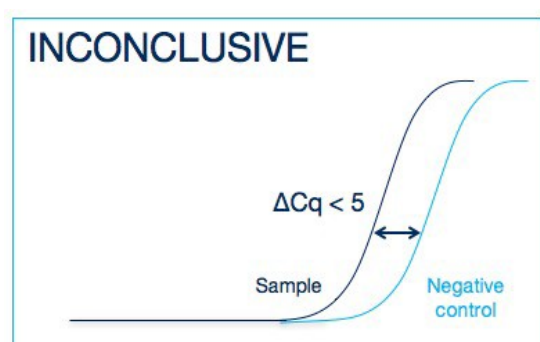 INCONCLUSIVE
ΔCq < 5
Sample
Negative
control